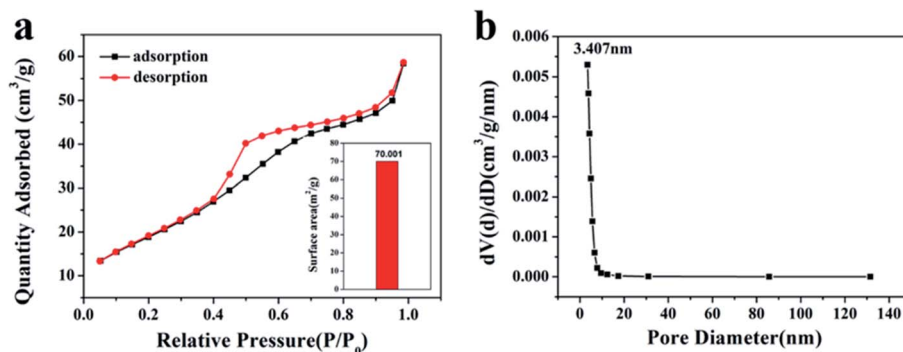 a
Quantity Adsorbed (cm³/g)
60
50
40
30
20
10
adsorption
desorption
Surface area(m²/g)
80
70
60
50
40
30
20
10
0
70.001
0.0 0.2 0.4 0.6 0.8 1.0
Relative Pressure(P/P₀)
b
dV(d)/dD(cm³/g/nm)
0.006
0.005
0.004
0.003
0.002
0.001
0.000
3.407nm
0 20 40 60 80 100 120 140
Pore Diameter(nm)